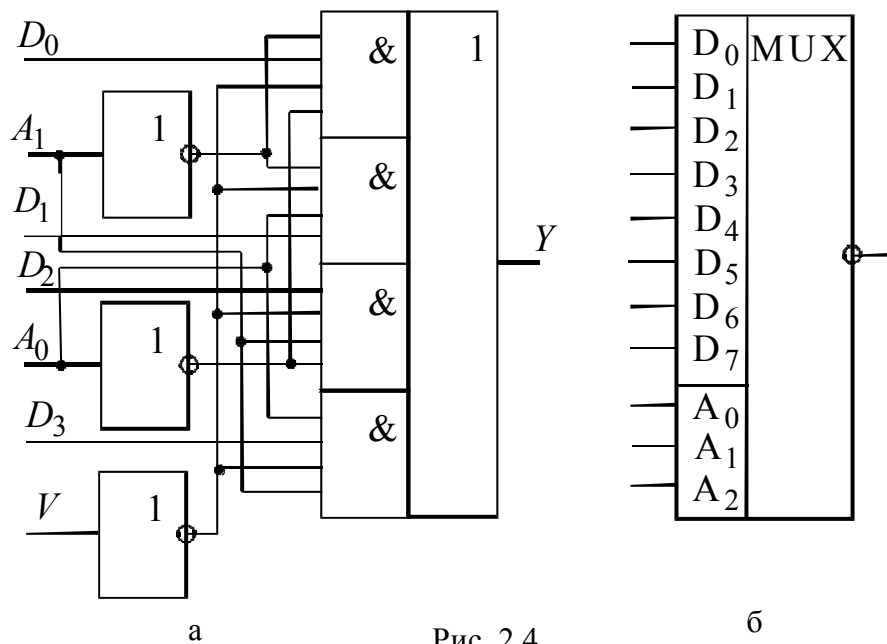 D₀
A₁
D₁
D₂
A₀
D₃
V
1
1
1
&
&
&
&
1
Y
а
D₀
D₁
D₂
D₃
D₄
D₅
D₆
D₇
A₀
A₁
A₂
MUX
б
Рис. 2.4